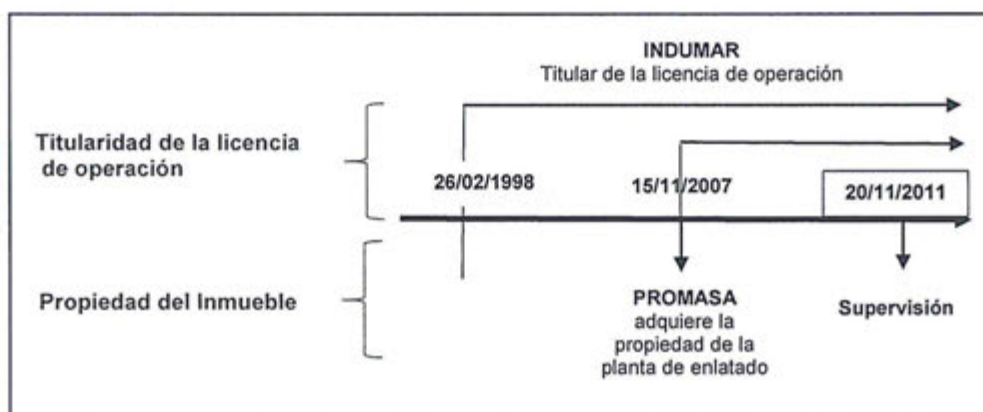 INDUMAR
Titular de la licencia de operación
Titularidad de la licencia
de operación
26/02/1998
15/11/2007
20/11/2011
Propiedad del Inmueble
PROMASA
adquiere la
propiedad de la
planta de enlatado
Supervisión